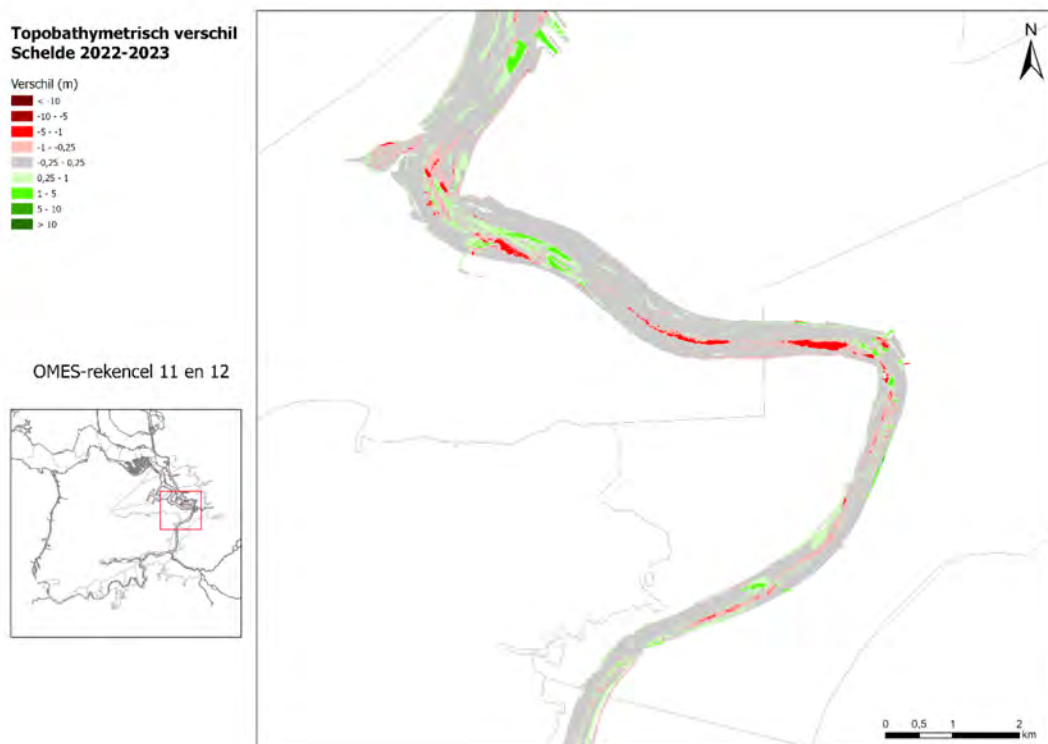 Topobathymetrisch verschil
Schelde 2022-2023
Verschil (m)
< -10
-10 - -5
-5 - -1
-1 - -0,25
-0,25 - 0,25
0,25 - 1
1 - 5
5 - 10
> 10
OMES-rekencel 11 en 12
N
0 0,5 1 2
km